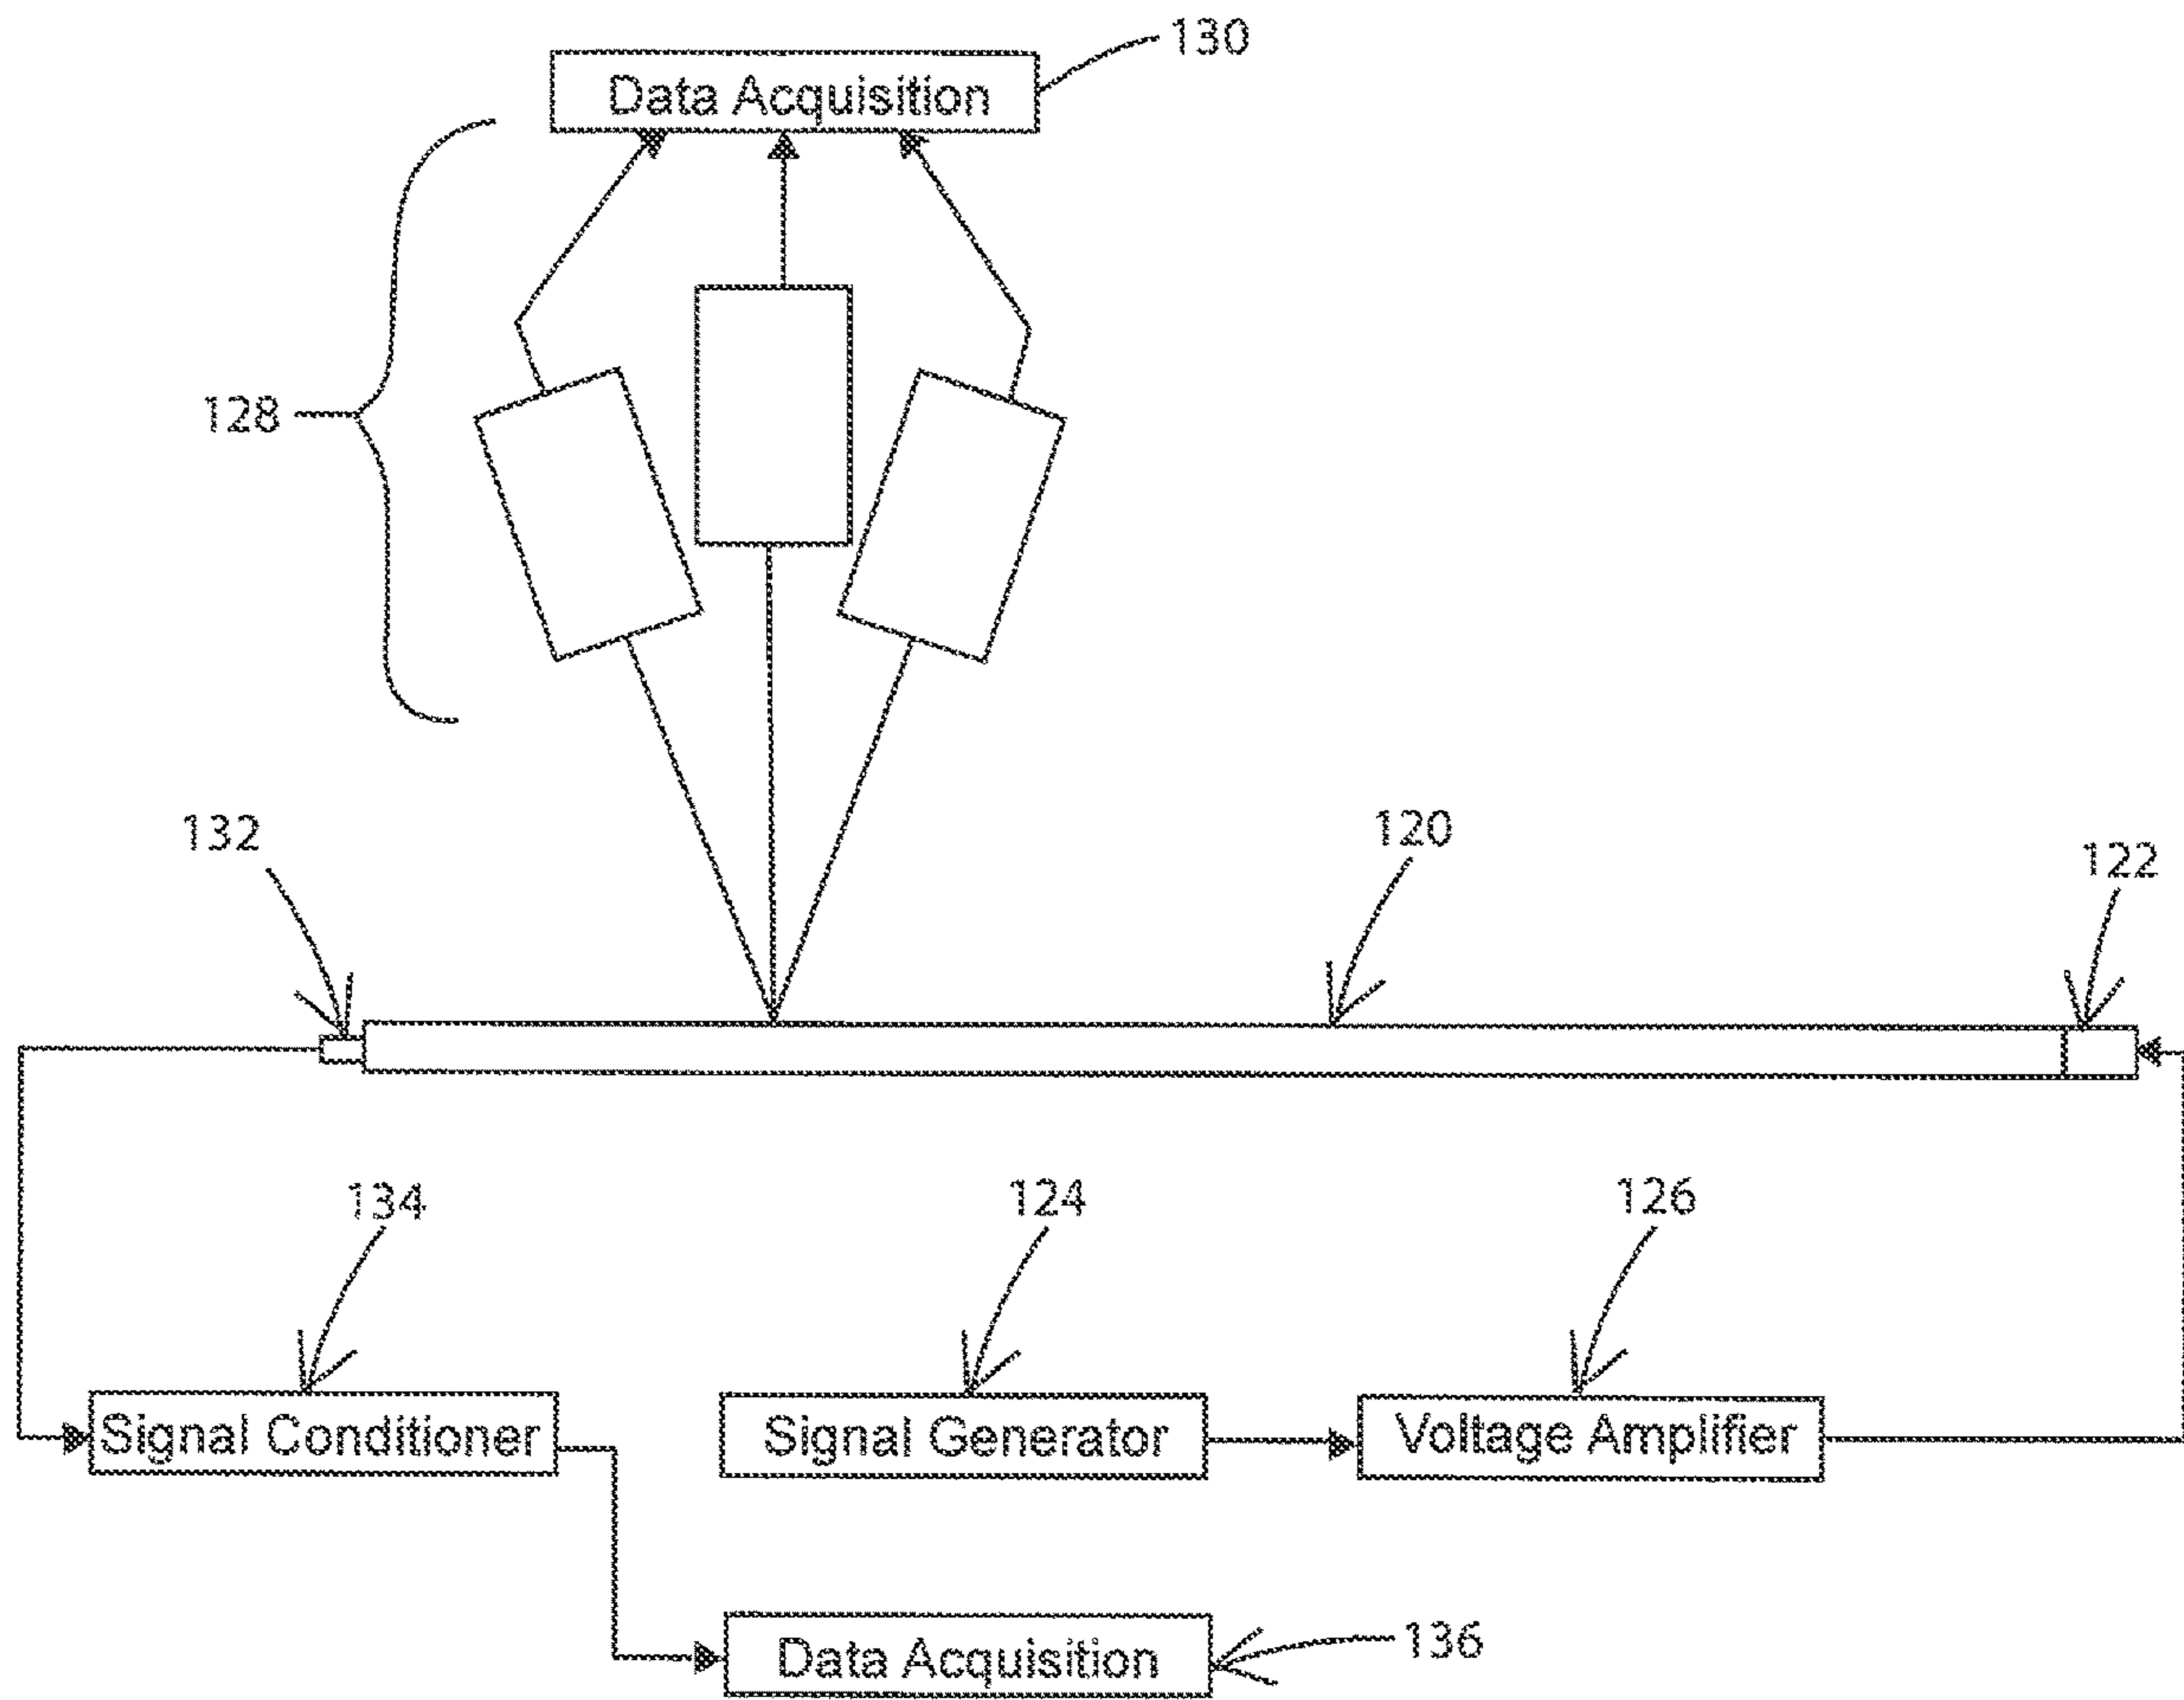 130
Data Acquisition
128
132
120
122
134
124
126
Signal Conditioner
Signal Generator
Voltage Amplifier
Data Acquisition
136